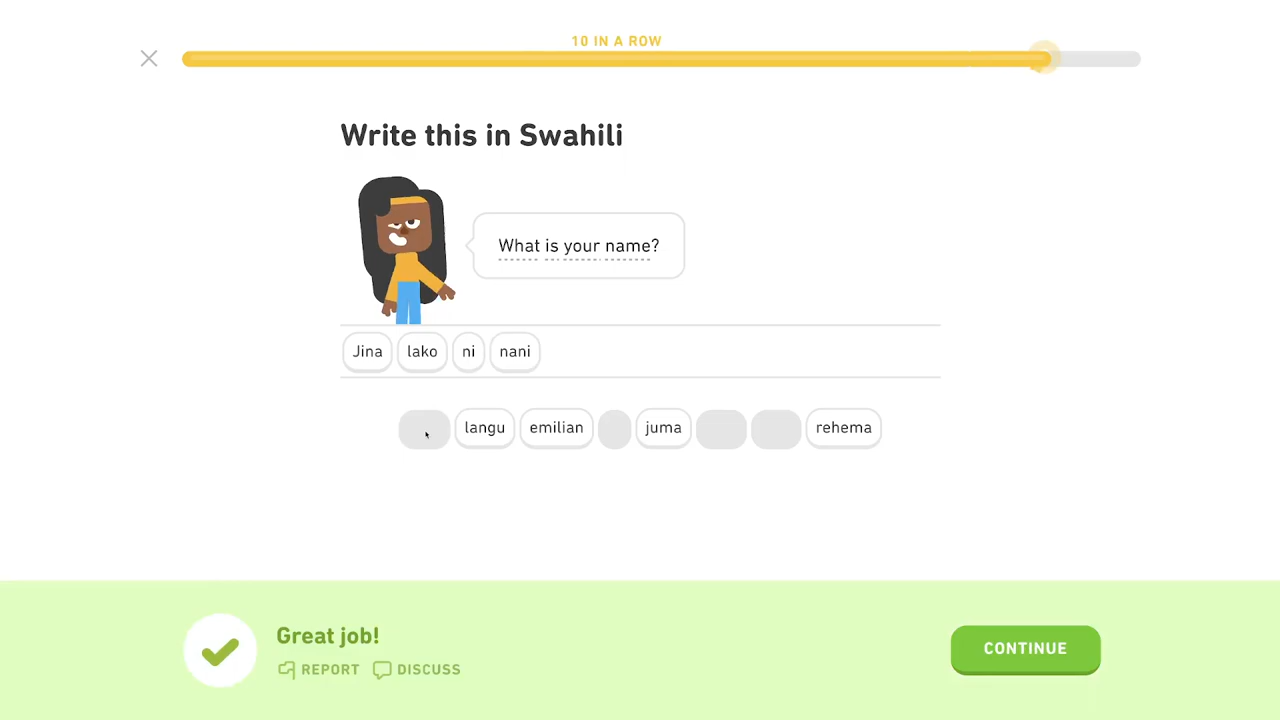 10 IN A ROW
Write this in Swahili
What is your name?
Jina lako ni nani
langu emilian juma rehema
Great job!
REPORT DISCUSS
CONTINUE